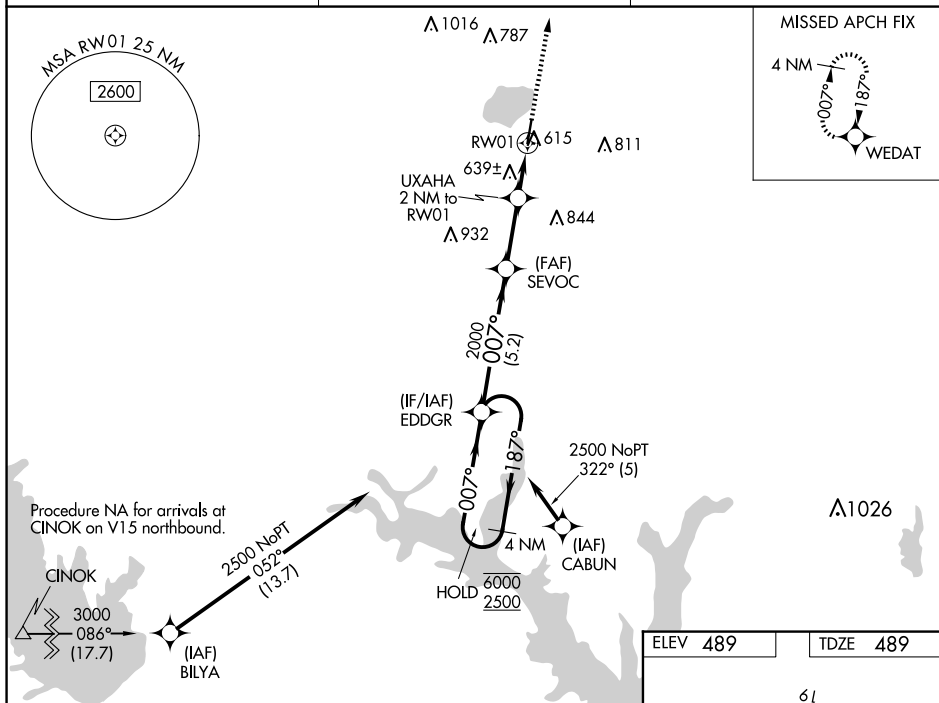 MSA RW01 25 NM
2600
1016
787
MISSED APCH FIX
4 NM
007°
187°
WEDAT
RW01
615
811
639±
UXAHA
2 NM to
RW01
844
932
(FAF)
SEVOC
2000
007°
(5.2)
(IF/IAF)
EDDGR
007°
187°
2500 NoPT
322° (5)
4 NM
(IAF)
CABUN
HOLD
6000
2500
1026
Procedure NA for arrivals at
CINOK on V15 northbound.
2500 NoPT
052°
(13.7)
CINOK
3000
086°
(17.7)
(IAF)
BILYA
ELEV 489
TDZE 489
19